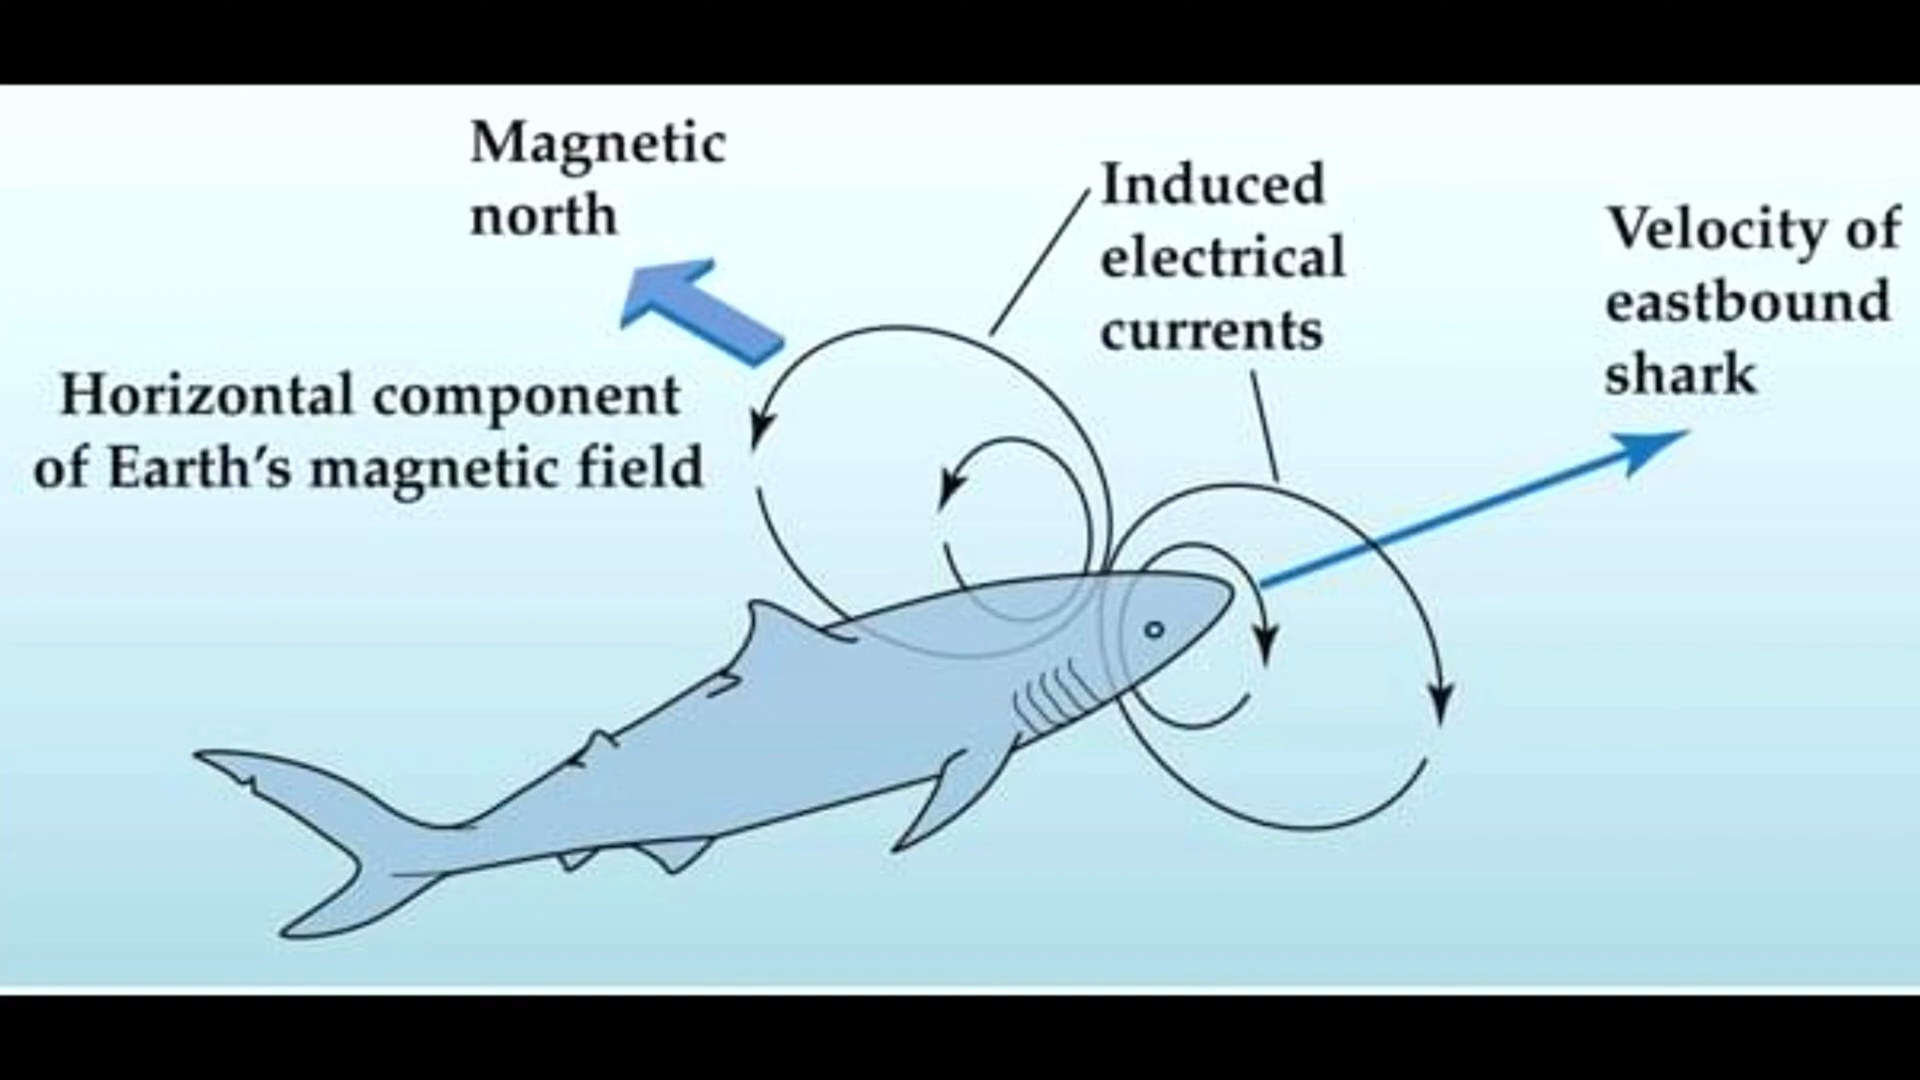 Magnetic
north
Induced
electrical
currents
Velocity of
eastbound
shark
Horizontal component
of Earth's magnetic field